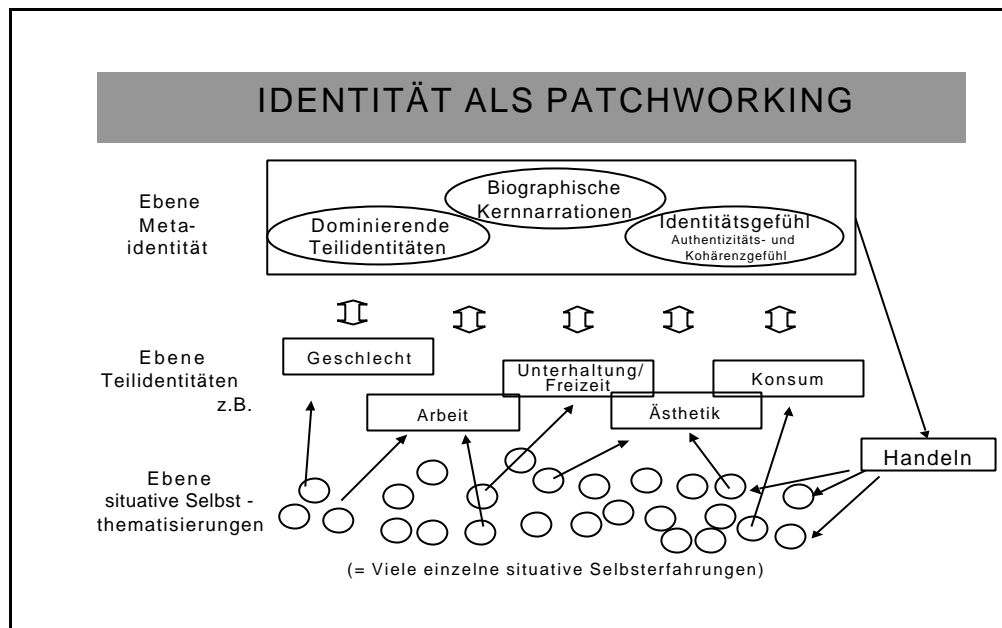 IDENTITÄT ALS PATCHWORKING
Ebene
Meta-
identität
Dominierende
Teilidentitäten
Biographische
Kernnarrationen
Identitätsgefühl
Authentizitäts- und
Kohärenzgefühl
Ebene
Teilidentitäten
z.B.
Geschlecht
Arbeit
Unterhaltung/
Freizeit
Ästhetik
Konsum
Handeln
Ebene
situative Selbst -
thematisierungen
(= Viele einzelne situative Selbsterfahrungen)